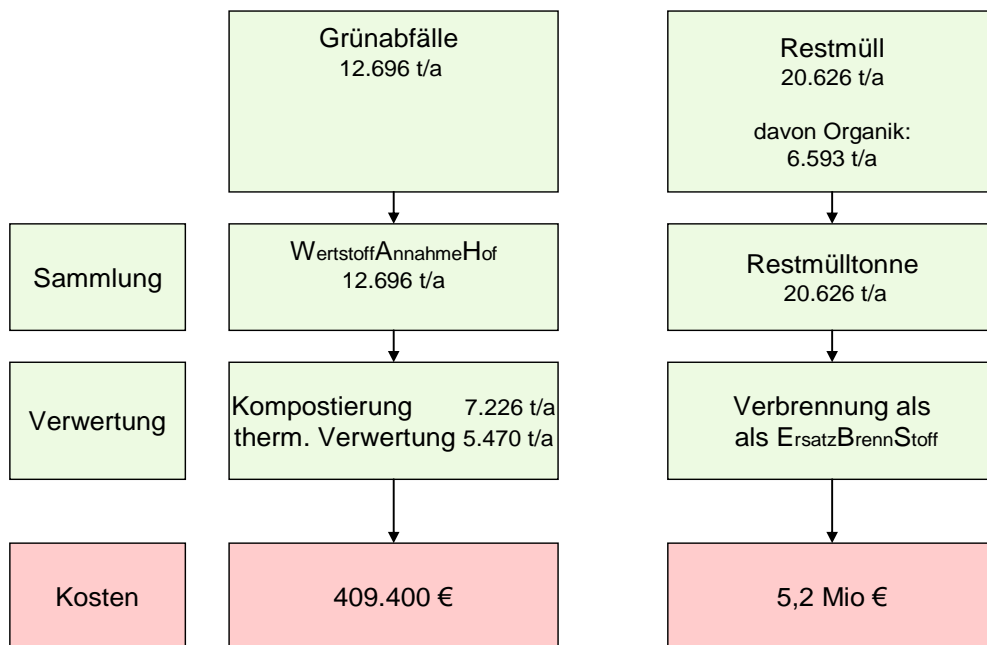 Grünabfälle
12.696 t/a
Restmüll
20.626 t/a
davon Organik:
6.593 t/a
Sammlung
WertstoffAnnahmeHof
12.696 t/a
Restmülltonne
20.626 t/a
Verwertung
Kompostierung 7.226 t/a
therm. Verwertung 5.470 t/a
Verbrennung als
als ErsatzBrennStoff
Kosten
409.400 €
5,2 Mio €